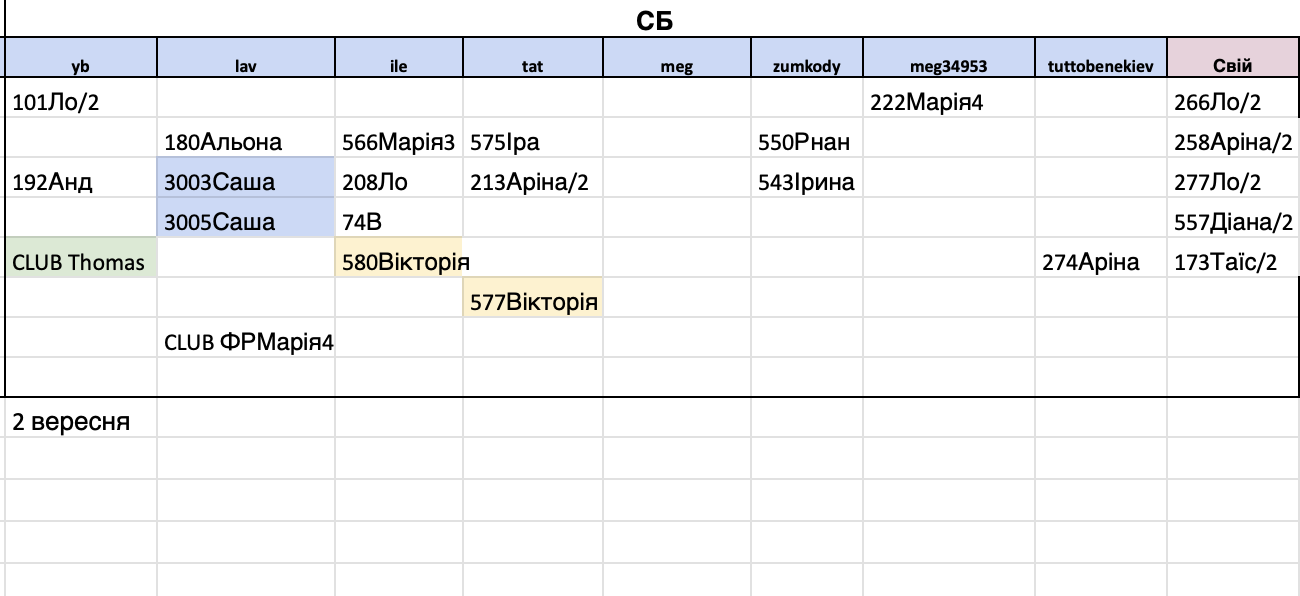 СБ
yb lav ile tat meg zumkody meg34953 tuttobenekiev Свій
101Ло/2 222Марія4 266Ло/2
180Альона 566Марія3 575Іра 550Рнан 258Аріна/2
192Анд 3003Саша 208Ло 213Аріна/2 543Ірина 277Ло/2
3005Саша 74В 557Діана/2
CLUB Thomas 580Вікторія 274Аріна 173Таїс/2
577Вікторія
CLUB ФРМарія4
2 вересня